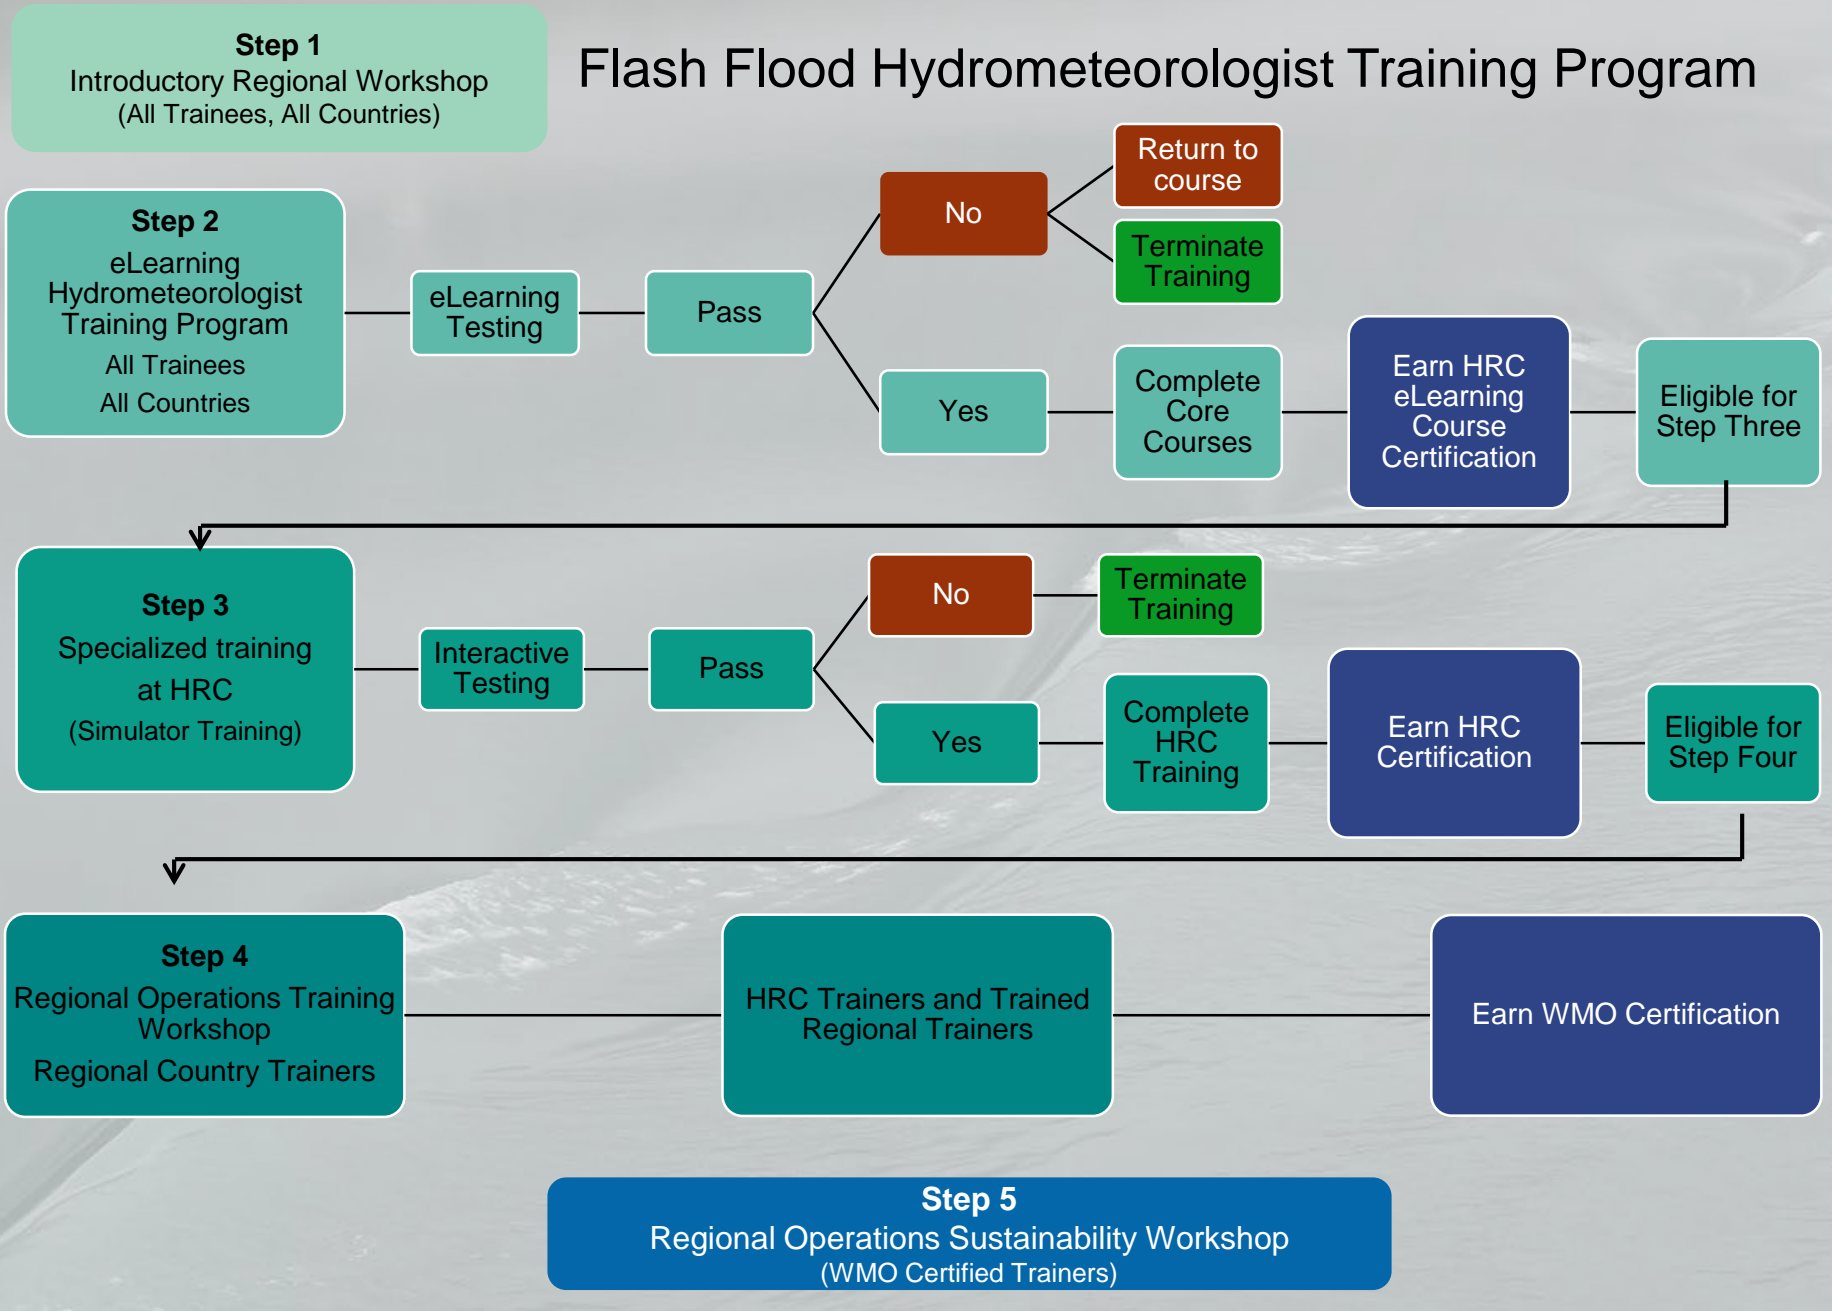 Step 1
Introductory Regional Workshop
(All Trainees, All Countries)
Flash Flood Hydrometeorologist Training Program
Step 2
eLearning
Hydrometeorologist
Training Program
All Trainees
All Countries
eLearning
Testing
Pass
No
Return to
course
Terminate
Training
Yes
Complete
Core
Courses
Earn HRC
eLearning
Course
Certification
Eligible for
Step Three
Step 3
Specialized training
at HRC
(Simulator Training)
Interactive
Testing
Pass
No
Terminate
Training
Yes
Complete
HRC
Training
Earn HRC
Certification
Eligible for
Step Four
Step 4
Regional Operations Training
Workshop
Regional Country Trainers
HRC Trainers and Trained
Regional Trainers
Earn WMO Certification
Step 5
Regional Operations Sustainability Workshop
(WMO Certified Trainers)